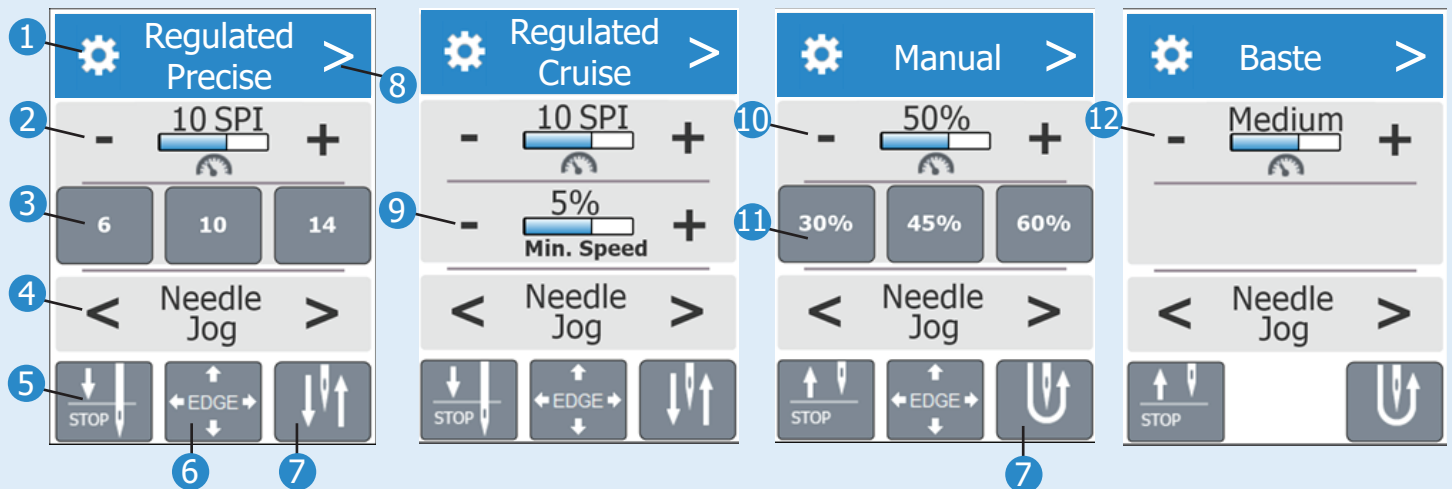 1
Regulated
Precise
>
8
2
-
10 SPI
+
3
6
10
14
4
<
Needle
Jog
>
5
STOP
EDGE
6
7
Regulated
Cruise
>
-
10 SPI
+
9
-
5%
+
Min. Speed
<
Needle
Jog
>
STOP
EDGE
Manual
>
10
-
50%
+
11
30%
45%
60%
<
Needle
Jog
>
STOP
EDGE
7
Baste
>
12
-
Medium
+
<
Needle
Jog
>
STOP